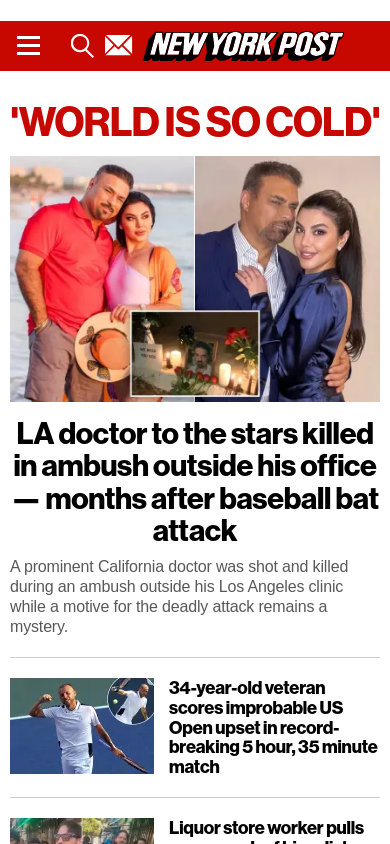 NEW YORK POST
'WORLD IS SO COLD'
LA doctor to the stars killed
in ambush outside his office
— months after baseball bat
attack
A prominent California doctor was shot and killed
during an ambush outside his Los Angeles clinic
while a motive for the deadly attack remains a
mystery.
34-year-old veteran
scores improbable US
Open upset in record-
breaking 5 hour, 35 minute
match
Liquor store worker pulls